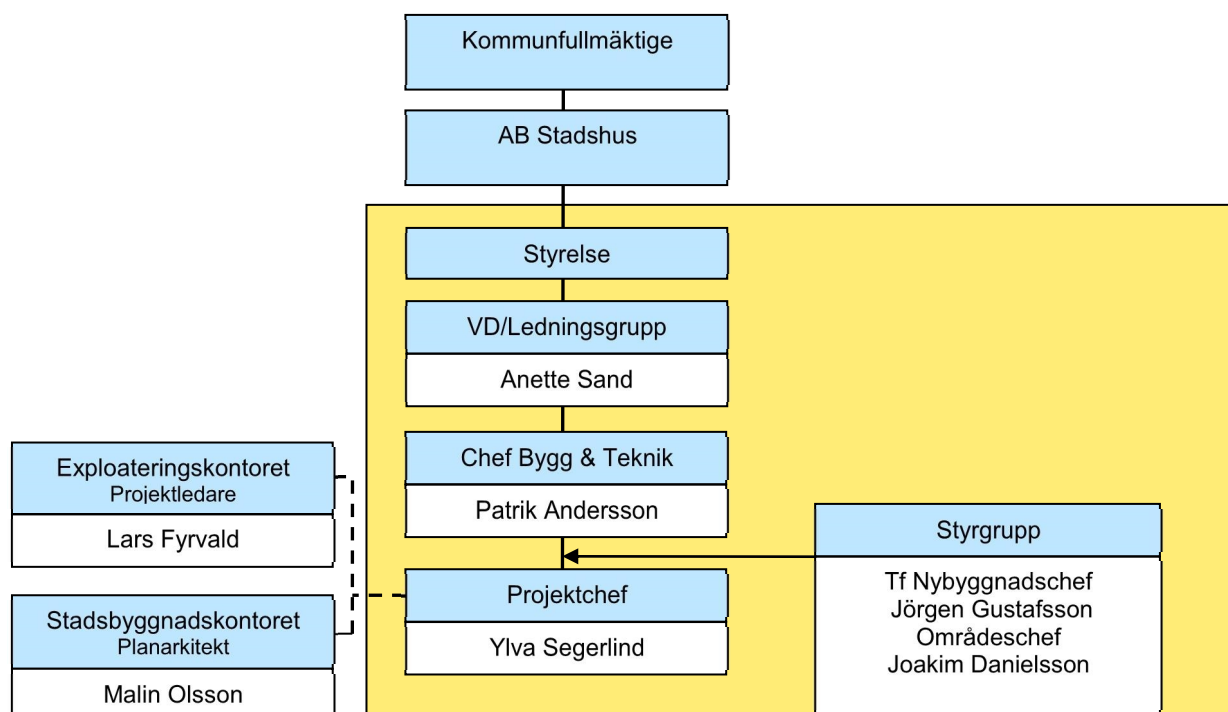 Kommunfullmäktige
AB Stadshus
Styrelse
VD/Ledningsgrupp
Anette Sand
Chef Bygg & Teknik
Patrik Andersson
Exploateringskontoret
Projektledare
Lars Fyrvald
Styrgrupp
Tf Nybyggnadschef
Jörgen Gustafsson
Områdeschef
Joakim Danielsson
Projektchef
Ylva Segerlind
Stadsbyggnadskontoret
Planarkitekt
Malin Olsson